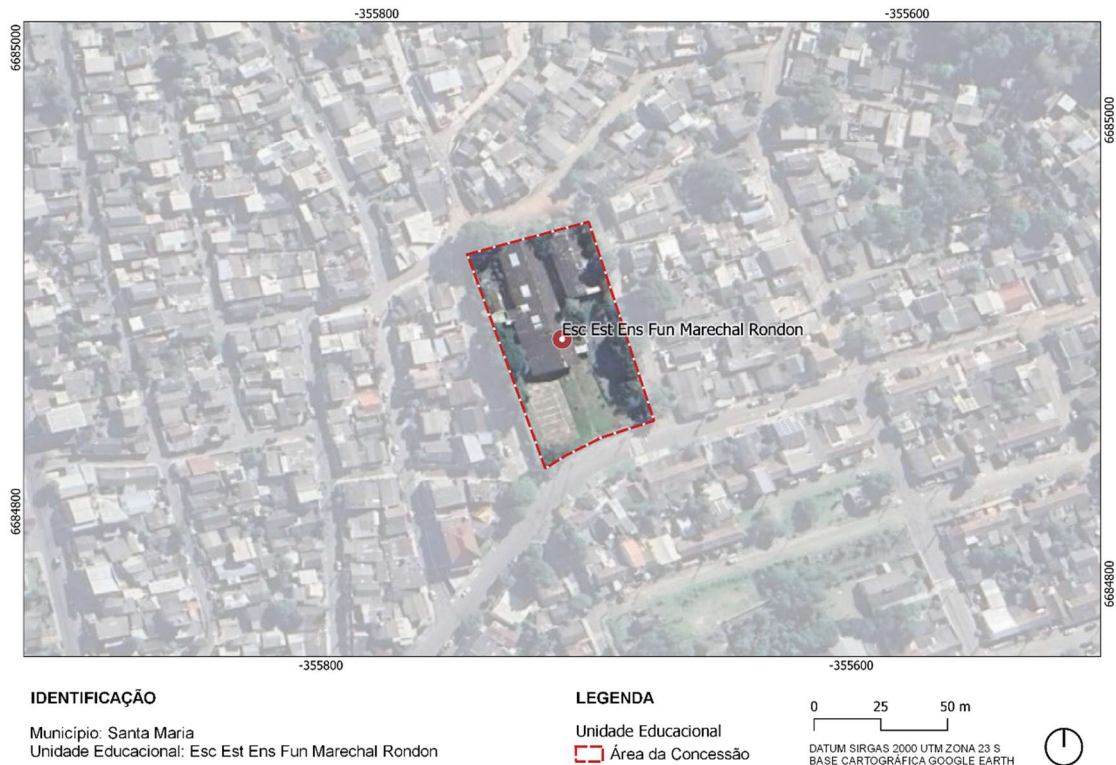 -355800
-355600
6685000
6685000
Esc Est Ens Fun Marechal Rondon
6684800
6684800
-355800
-355600
IDENTIFICAÇÃO
Município: Santa Maria
Unidade Educacional: Esc Est Ens Fun Marechal Rondon
LEGENDA
Unidade Educacional
Área da Concessão
0 25 50 m
DATUM SIRGAS 2000 UTM ZONA 23 S
BASE CARTOGRÁFICA GOOGLE EARTH